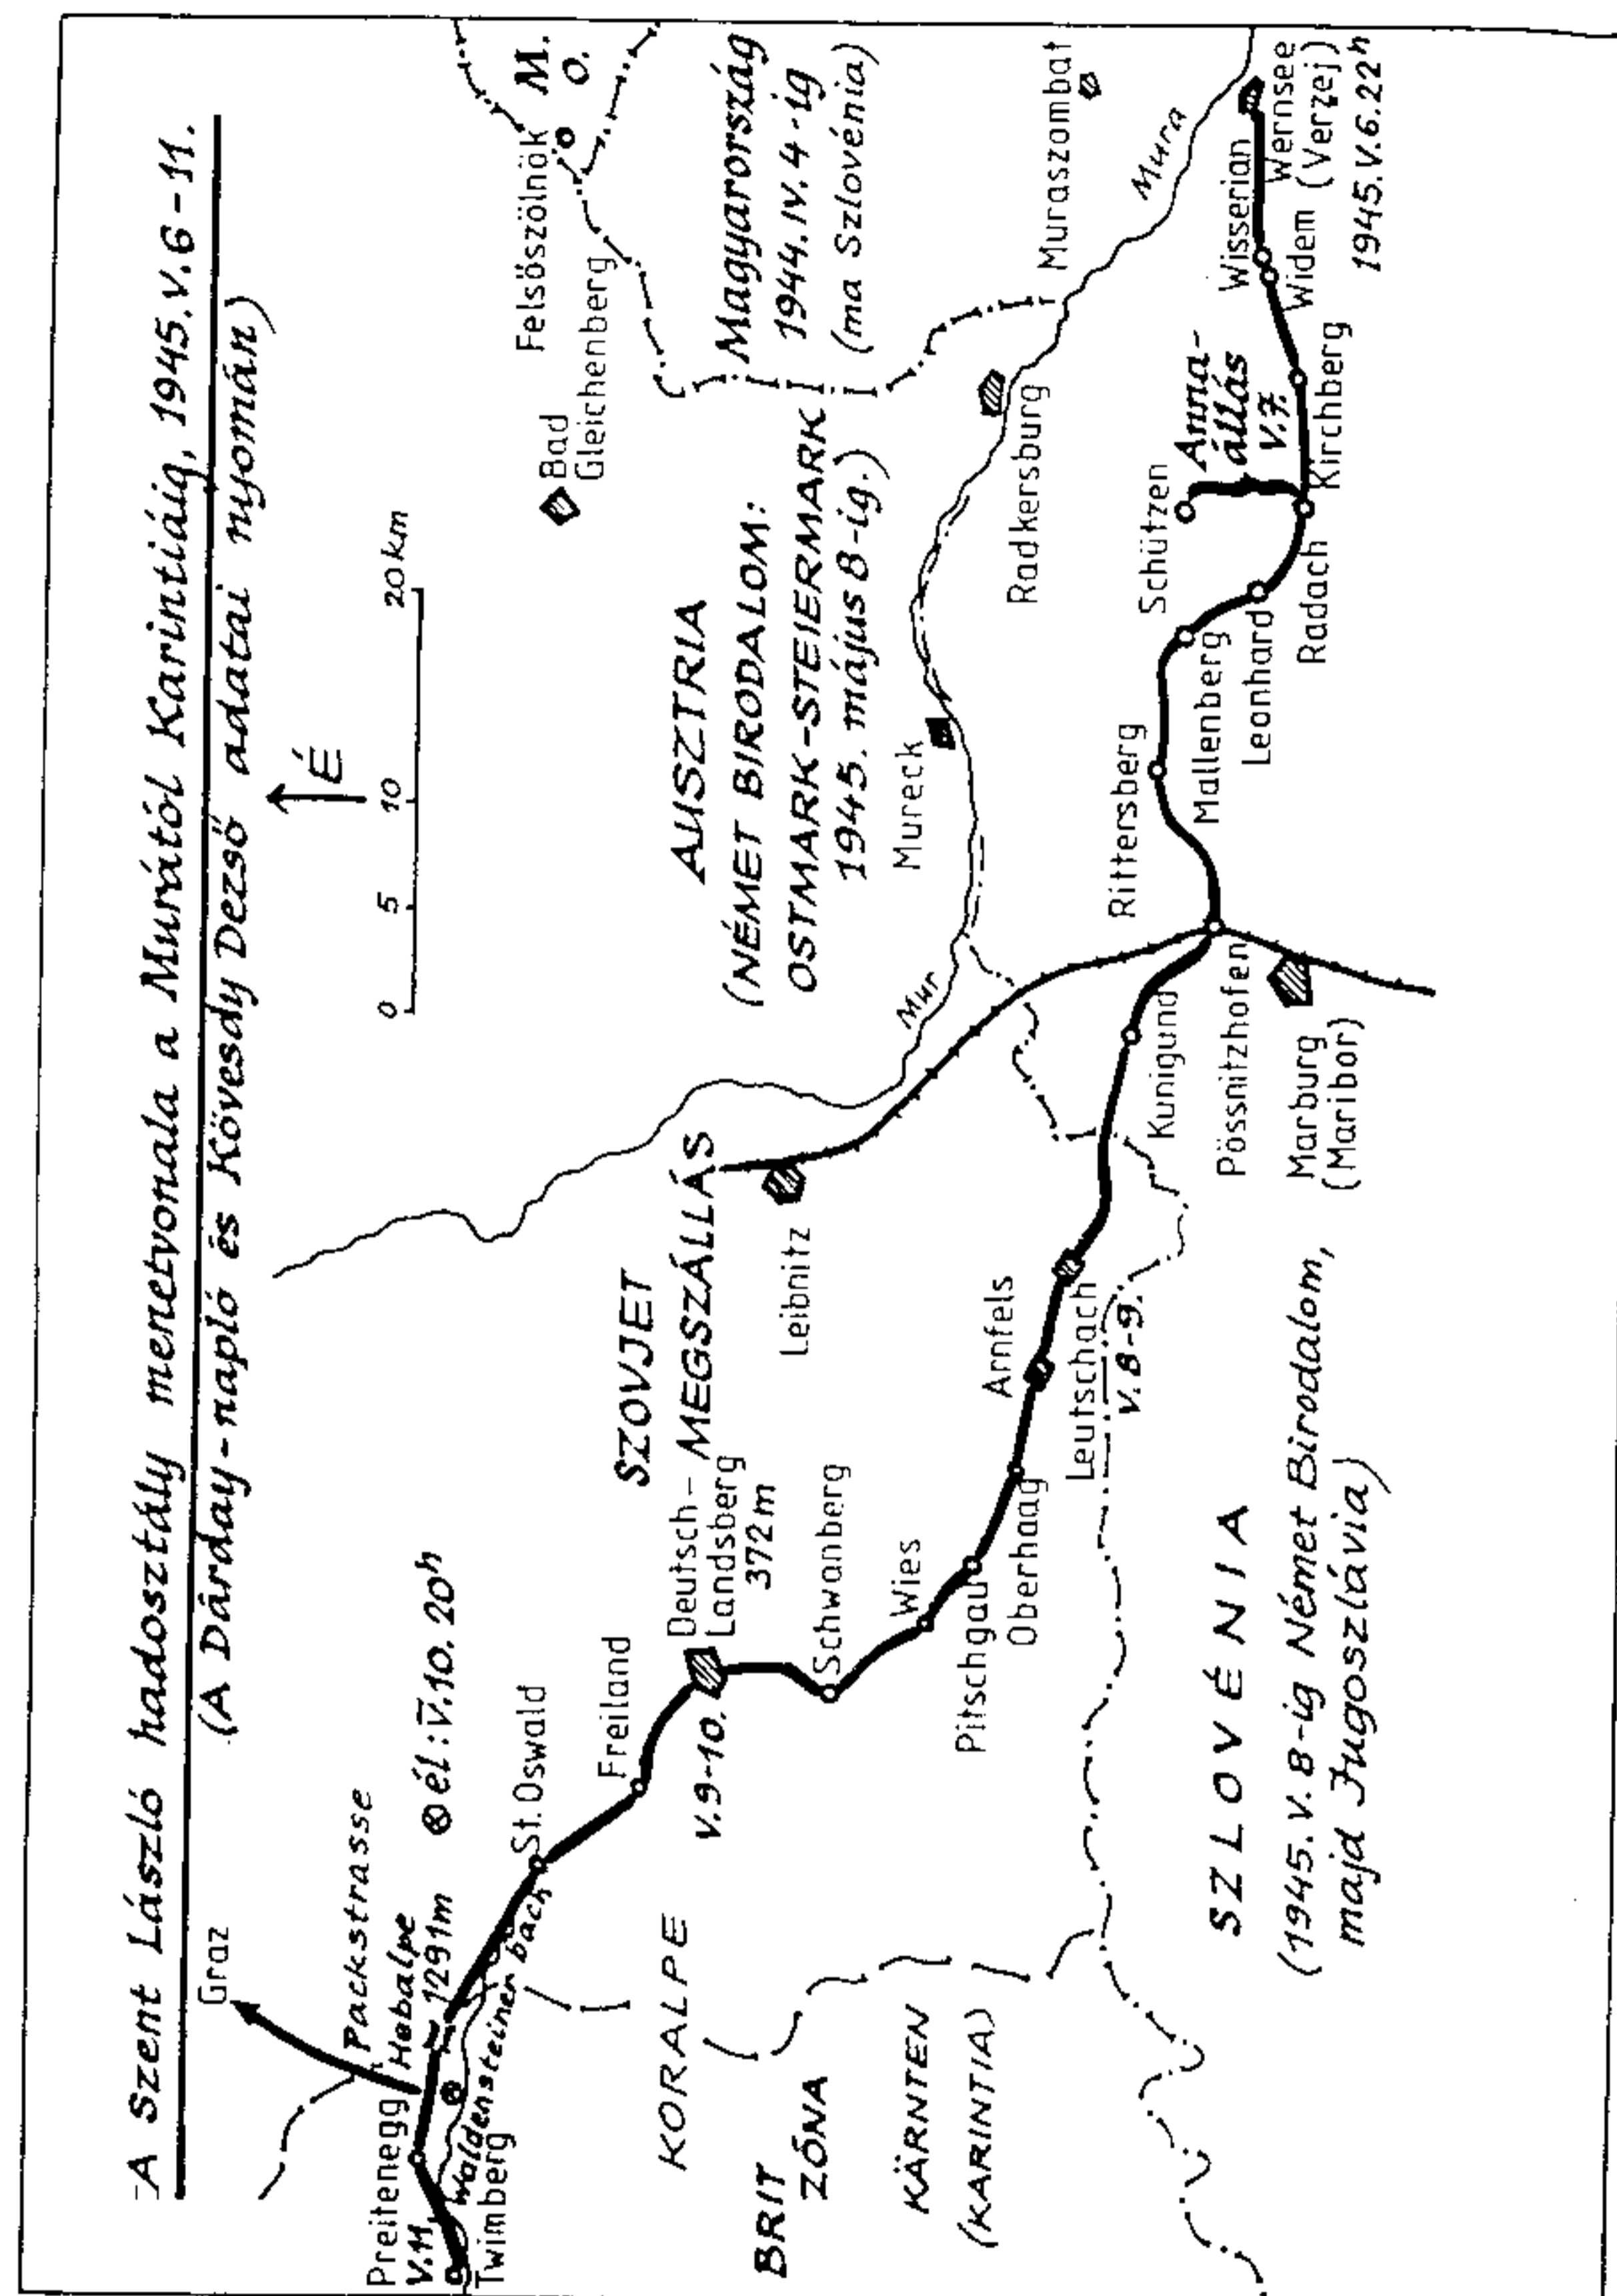 A Szent László hadosztály menetvonala a Murától Karintiáig, 1945.V.6-11.
(A Dárday-napló és Kövesdy Dezső adatai nyomán)
Graz
É
0 5 10 20km
Packstrasse
Preitenegg
V.11.
Hebalpe
1291m
él:V.10. 20h
Waldensteinen bach
Twimberg
St.Oswald
Freiland
Deutsch-
Landsberg
372m
V.9-10.
Schwanberg
Wies
Pitschgau
Oberhaag
Arnfels
Leutschach
V.8-9.
SZOVJET
MEGSZÁLLÁS
Leibnitz
Mur
KORALPE
BRIT
ZÓNA
KÄRNTEN
(KARINTIA)
SZLOVÉNIA
(1945.V.8-ig Német Birodalom,
majd Jugoszlávia)
Kunigund
Pössnitzhofen
Marburg
(Maribor)
AUSZTRIA
(NÉMET BIRODALOM:
OSTMARK-STEIERMARK
1945. május 8-ig.)
Mureck
Bad
Gleichenberg
Felsőszölnök
M.
O.
Magyarország
1944.IV.4-ig
(ma Szlovénia)
Radkersburg
Muraszombat
Mura
Rittersberg
Mallenberg
Leonhard
Radach
Schützen
Anna-
állás
V.7.
Kirchberg
Wisserian
Widem
Wernsee
(Verzej)
1945.V.6.22h